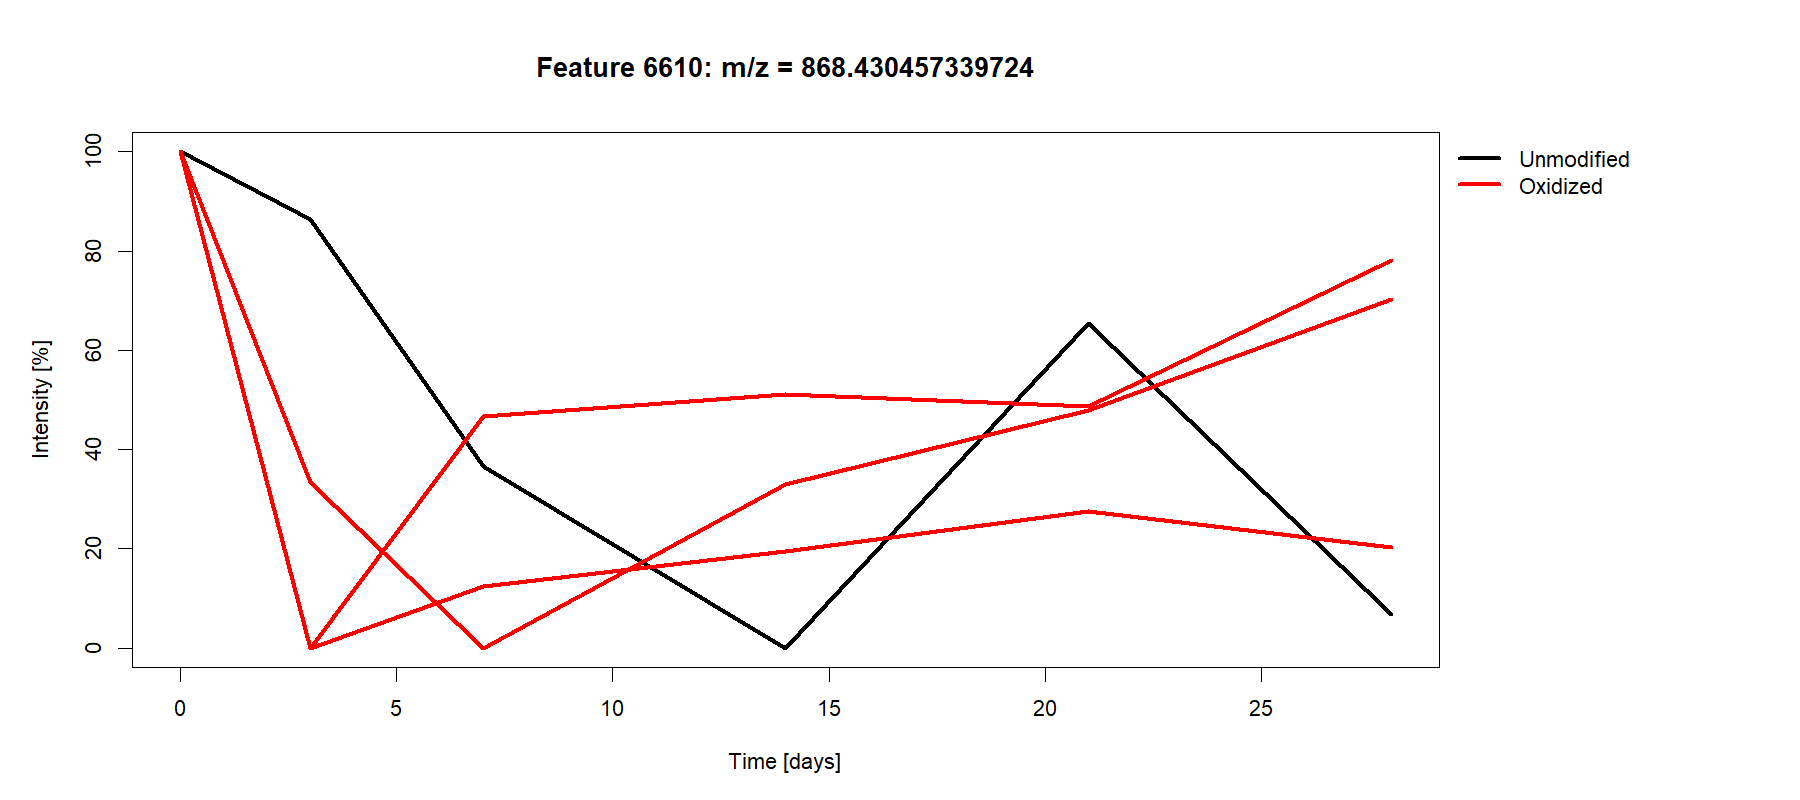 Feature 6610: m/z = 868.430457339724
Unmodified
Oxidized
Intensity [%]
100
80
60
40
20
0
0 5 10 15 20 25
Time [days]